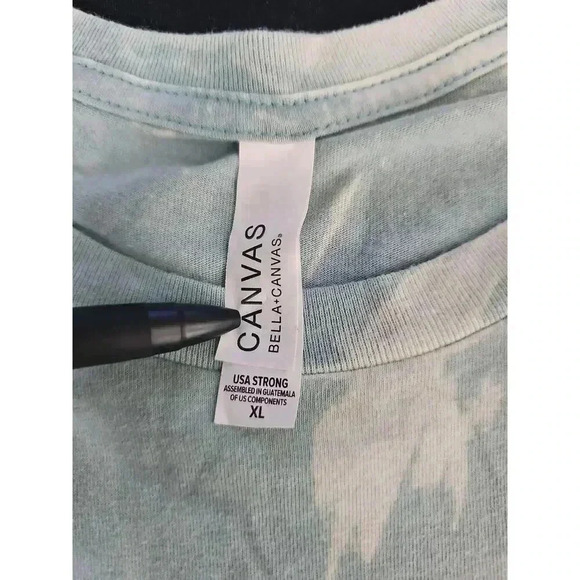 CANVAS
BELLA+CANVAS®
USA STRONG
ASSEMBLED IN GUATEMALA
OF US COMPONENTS
XL